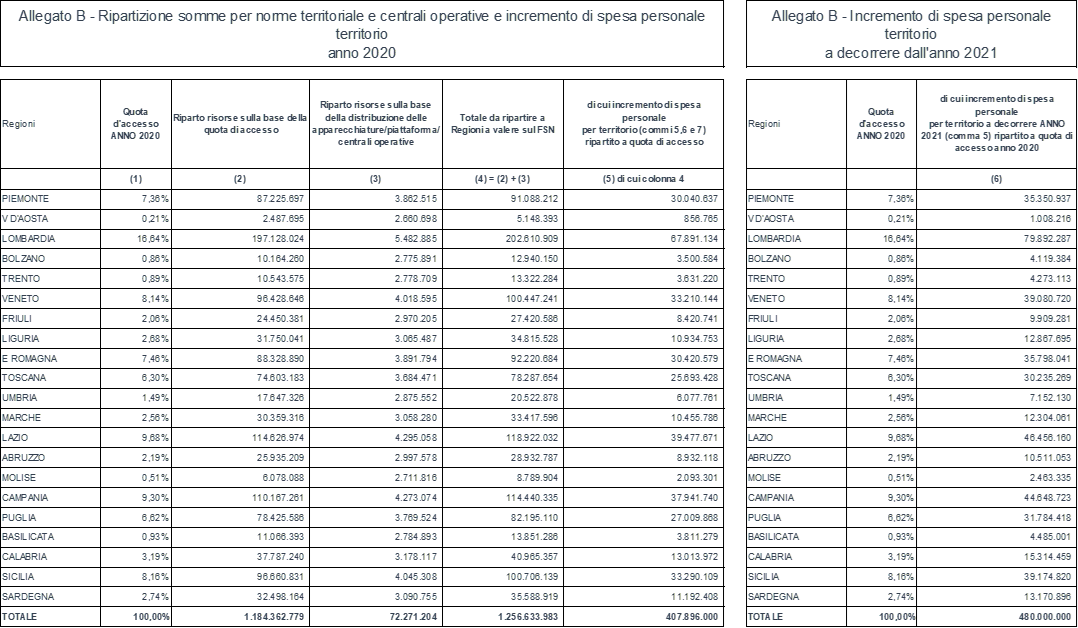 Allegato B - Ripartizione somme per norme territoriale e centrali operative e incremento di spesa personale
territorio
anno 2020
Regioni
Quota
d'accesso
ANNO 2020
Riparto risorse sulla base della
quota di accesso
Riparto risorse sulla base
della distribuzione delle
apparecchiature/piattaforma/
centrali operative
Totale da ripartire a
Regioni a valere sul FSN
di cui incremento di spesa
personale
per territorio (commi 5,6 e 7)
ripartito a quota di accesso
(1) (2) (3) (4) = (2) + (3) (5) di cui colonna 4
PIEMONTE 7,36% 87.225.697 3.862.515 91.088.212 30.040.637
V D'AOSTA 0,21% 2.487.695 2.660.698 5.148.393 856.765
LOMBARDIA 16,64% 197.128.024 5.482.885 202.610.909 67.891.134
BOLZANO 0,86% 10.164.260 2.775.891 12.940.150 3.500.584
TRENTO 0,89% 10.543.575 2.778.709 13.322.284 3.631.220
VENETO 8,14% 96.428.646 4.018.595 100.447.241 33.210.144
FRIULI 2,06% 24.450.381 2.970.205 27.420.586 8.420.741
LIGURIA 2,68% 31.750.041 3.065.487 34.815.528 10.934.753
E ROMAGNA 7,46% 88.328.890 3.891.794 92.220.684 30.420.579
TOSCANA 6,30% 74.603.183 3.684.471 78.287.654 25.693.428
UMBRIA 1,49% 17.647.326 2.875.552 20.522.878 6.077.761
MARCHE 2,56% 30.359.316 3.058.280 33.417.596 10.455.786
LAZIO 9,68% 114.626.974 4.295.058 118.922.032 39.477.671
ABRUZZO 2,19% 25.935.209 2.997.578 28.932.787 8.932.118
MOLISE 0,51% 6.078.088 2.711.816 8.789.904 2.093.301
CAMPANIA 9,30% 110.167.261 4.273.074 114.440.335 37.941.740
PUGLIA 6,62% 78.425.586 3.769.524 82.195.110 27.009.868
BASILICATA 0,93% 11.066.393 2.784.893 13.851.286 3.811.279
CALABRIA 3,19% 37.787.240 3.178.117 40.965.357 13.013.972
SICILIA 8,16% 96.660.831 4.045.308 100.706.139 33.290.109
SARDEGNA 2,74% 32.498.164 3.090.755 35.588.919 11.192.408
TOTALE 100,00% 1.184.362.779 72.271.204 1.256.633.983 407.896.000
Allegato B - Incremento di spesa personale
territorio
a decorrere dall'anno 2021
Regioni
Quota
d'accesso
ANNO 2020
di cui incremento di spesa
personale
per territorio a decorrere ANNO
2021 (comma 5) ripartito a quota di
accesso anno 2020
(6)
PIEMONTE 7,36% 35.350.937
V D'AOSTA 0,21% 1.008.216
LOMBARDIA 16,64% 79.892.287
BOLZANO 0,86% 4.119.384
TRENTO 0,89% 4.273.113
VENETO 8,14% 39.080.720
FRIULI 2,06% 9.909.281
LIGURIA 2,68% 12.867.695
E ROMAGNA 7,46% 35.798.041
TOSCANA 6,30% 30.235.269
UMBRIA 1,49% 7.152.130
MARCHE 2,56% 12.304.061
LAZIO 9,68% 46.456.160
ABRUZZO 2,19% 10.511.053
MOLISE 0,51% 2.463.335
CAMPANIA 9,30% 44.648.723
PUGLIA 6,62% 31.784.418
BASILICATA 0,93% 4.485.001
CALABRIA 3,19% 15.314.459
SICILIA 8,16% 39.174.820
SARDEGNA 2,74% 13.170.896
TOTALE 100,00% 480.000.000